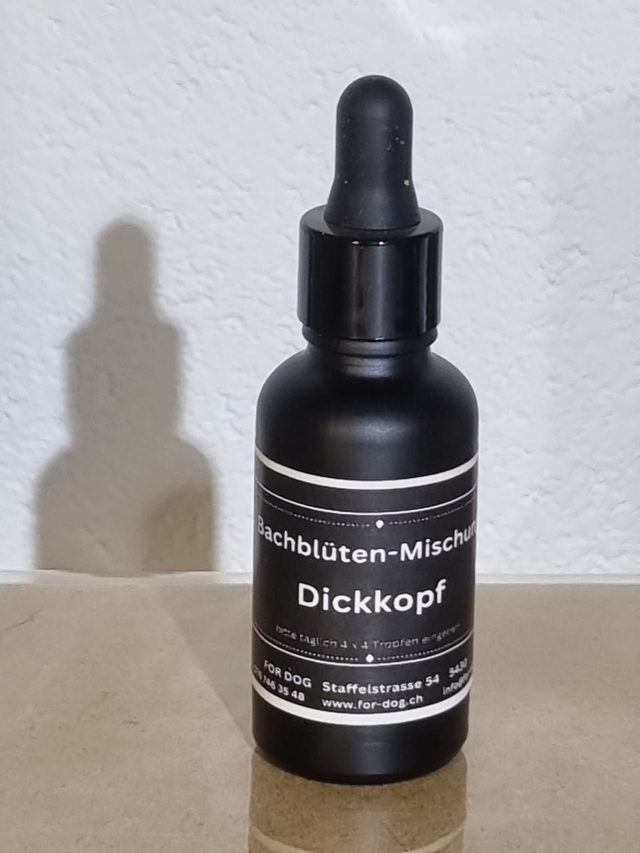 Bachblüten-Mischun
Dickkopf
Bitte täglich 4 x 4 Tropfen eingeben
FOR DOG Staffelstrasse 54 9430
746 35 48 www.for-dog.ch